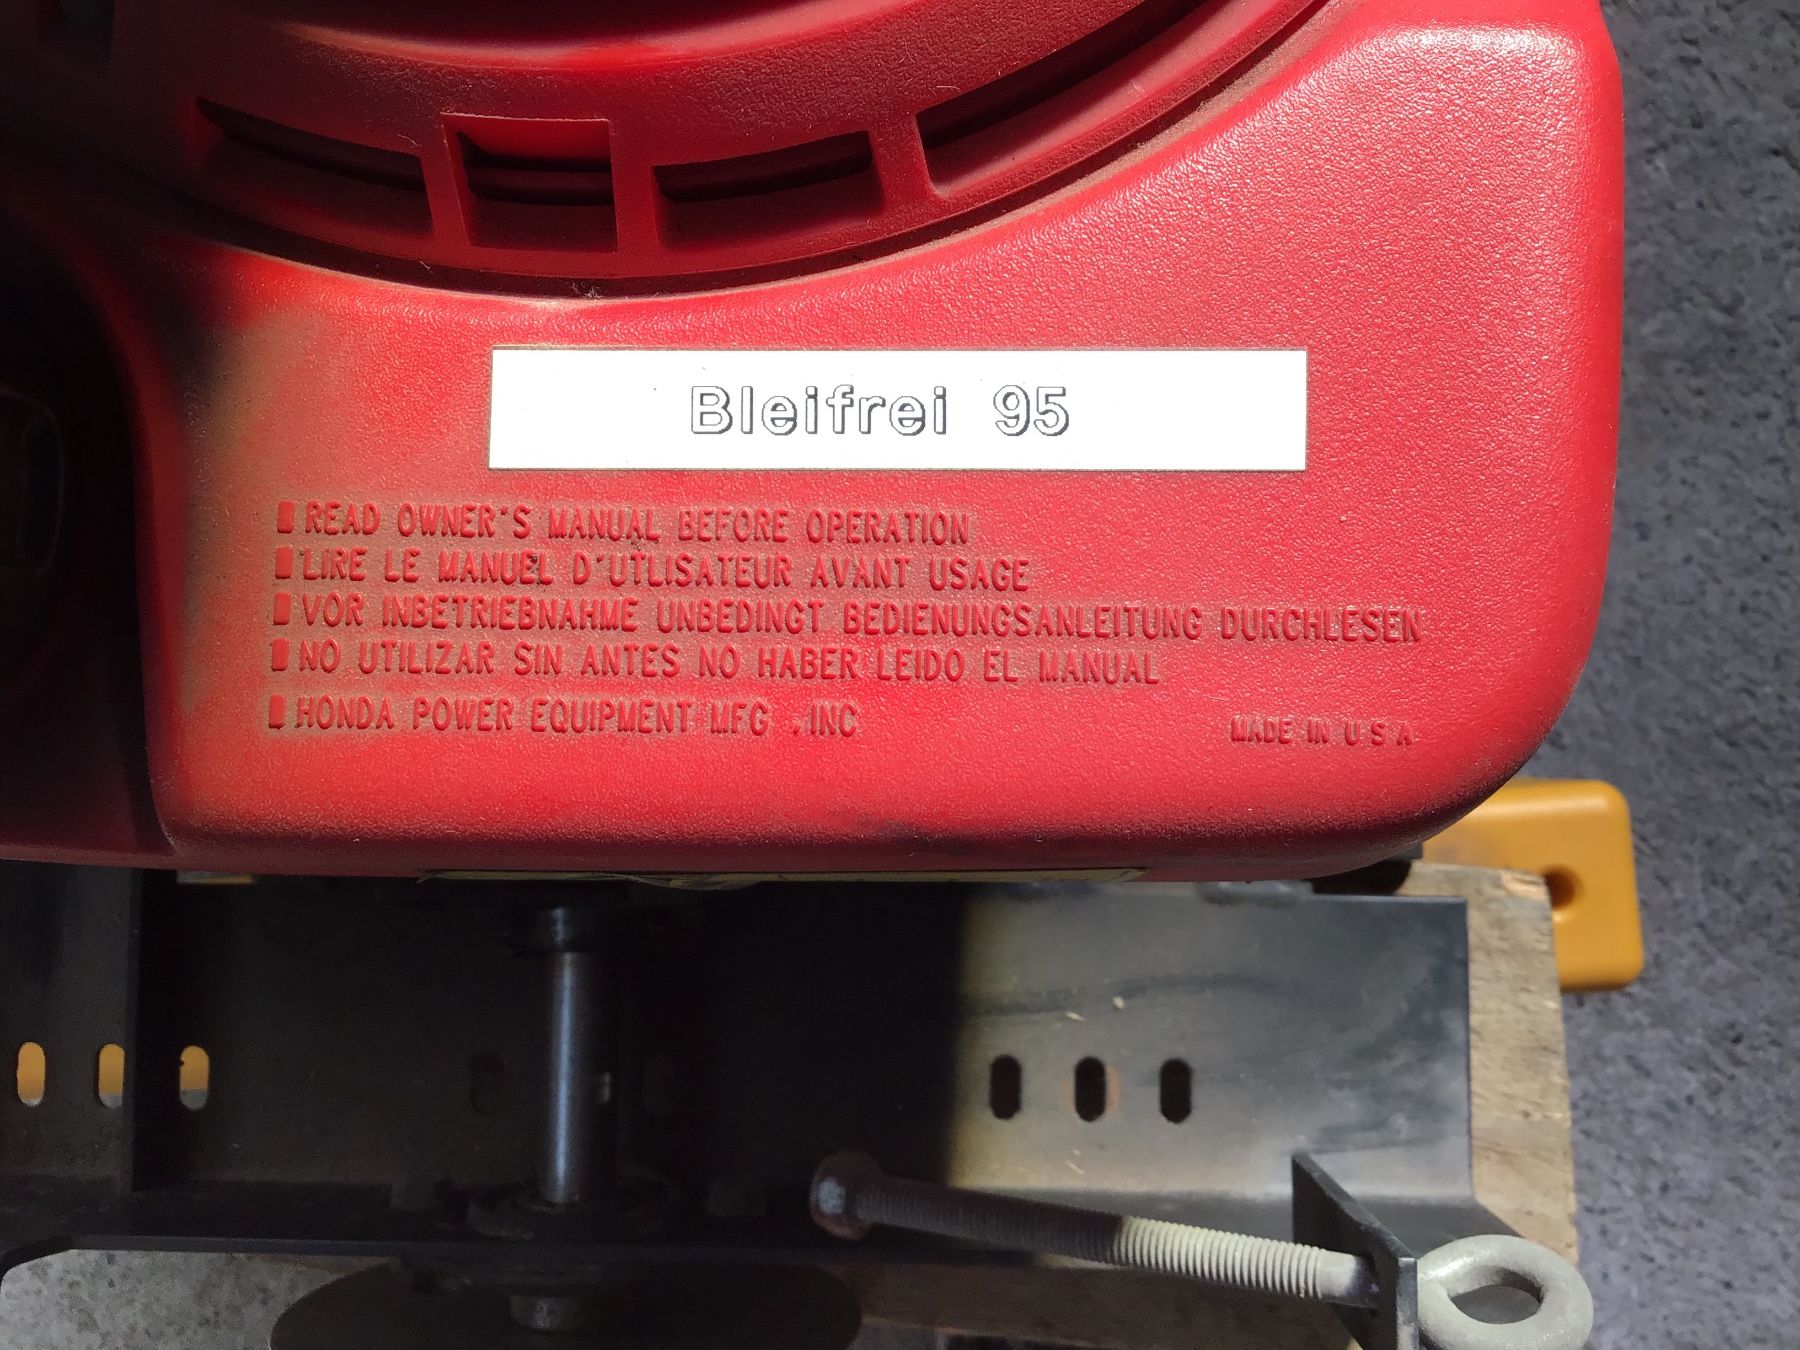 Bleifrei 95
READ OWNER'S MANUAL BEFORE OPERATION
LIRE LE MANUEL D'UTLISATEUR AVANT USAGE
VOR INBETRIEBNAHME UNBEDINGT BEDIENUNGSANLEITUNG DURCHLESEN
NO UTILIZAR SIN ANTES NO HABER LEIDO EL MANUAL
HONDA POWER EQUIPMENT MFG .INC
MADE IN U S A